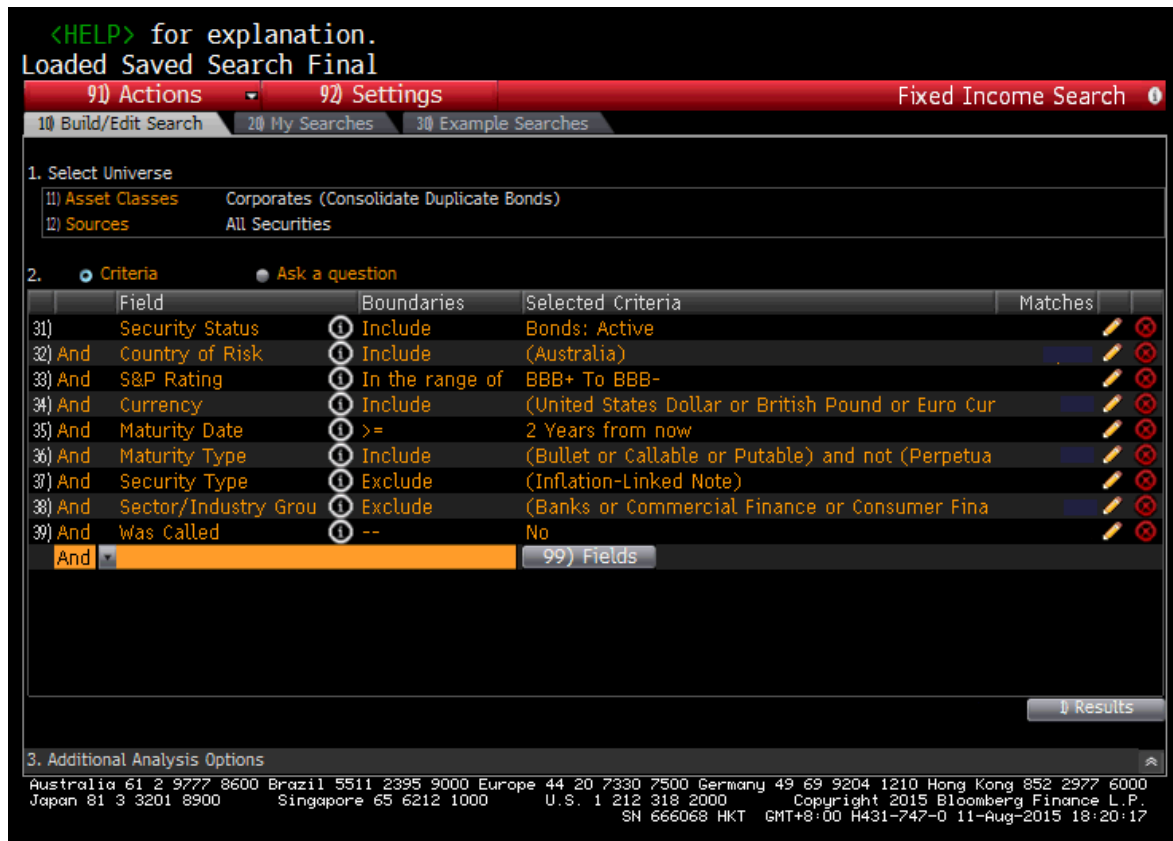 <HELP> for explanation.
Loaded Saved Search Final
91) Actions 92) Settings Fixed Income Search
10) Build/Edit Search 20) My Searches 30) Example Searches
1. Select Universe
11) Asset Classes Corporates (Consolidate Duplicate Bonds)
12) Sources All Securities
2. Criteria Ask a question
Field Boundaries Selected Criteria Matches
31) Security Status Include Bonds: Active
32) And Country of Risk Include (Australia)
33) And S&P Rating In the range of BBB+ To BBB-
34) And Currency Include (United States Dollar or British Pound or Euro Cur
35) And Maturity Date >= 2 Years from now
36) And Maturity Type Include (Bullet or Callable or Putable) and not (Perpetua
37) And Security Type Exclude (Inflation-Linked Note)
38) And Sector/Industry Grou Exclude (Banks or Commercial Finance or Consumer Fina
39) And Was Called -- No
And 99) Fields
1) Results
3. Additional Analysis Options
Australia 61 2 9777 8600 Brazil 5511 2395 9000 Europe 44 20 7330 7500 Germany 49 69 9204 1210 Hong Kong 852 2977 6000
Japan 81 3 3201 8900 Singapore 65 6212 1000 U.S. 1 212 318 2000 Copyright 2015 Bloomberg Finance L.P.
SN 666068 HKT GMT+8:00 H431-747-0 11-Aug-2015 18:20:17